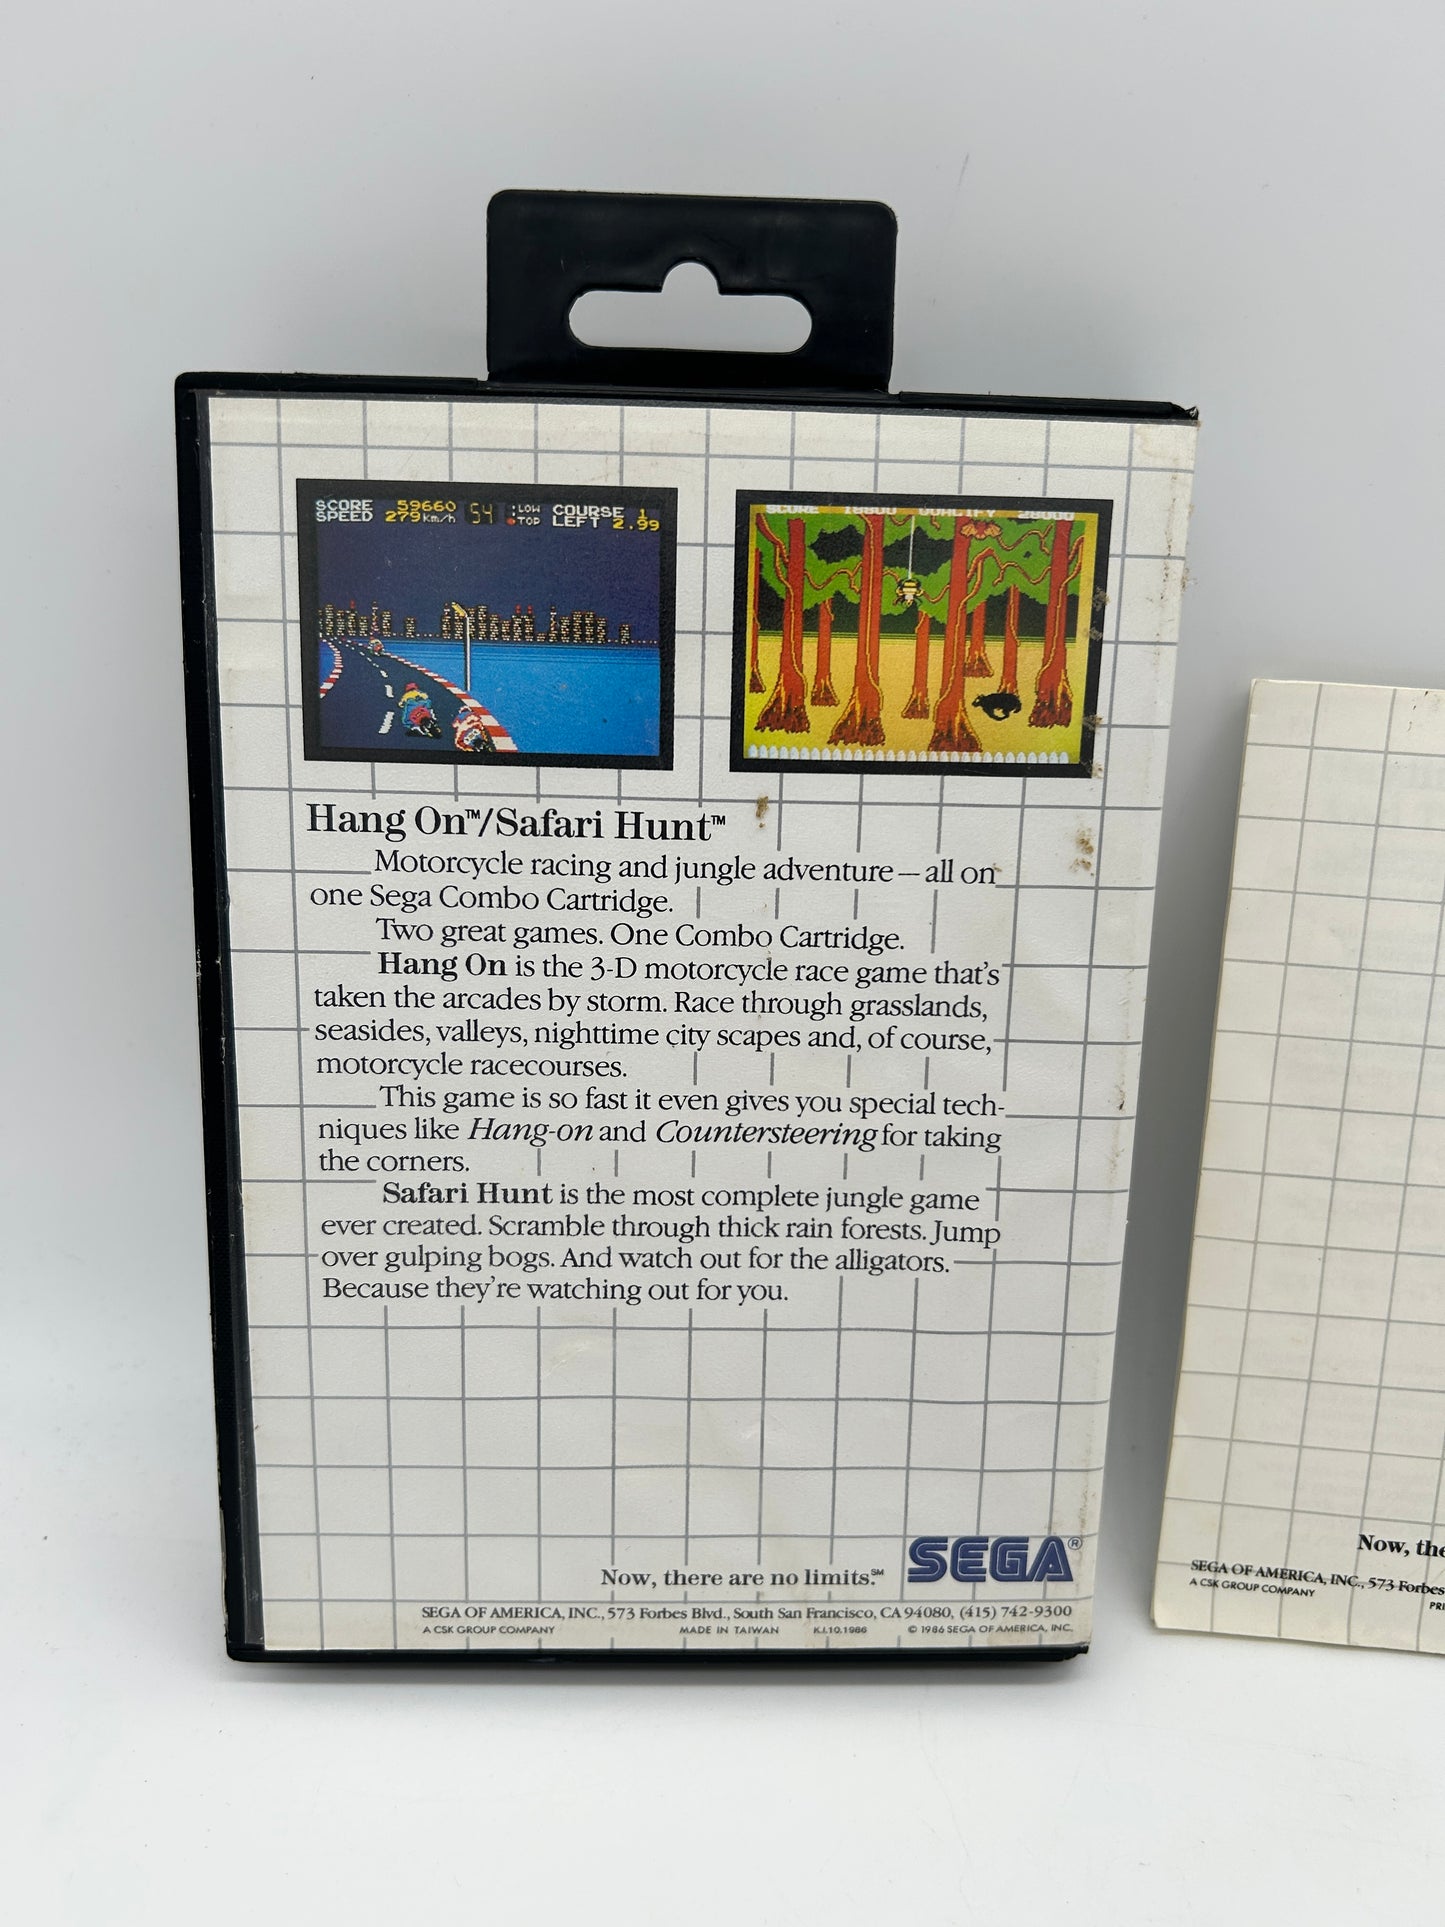 SCORE 59660 54 :LOW COURSE 1
SPEED 279Km/h •TOP LEFT 2.99
SCORE 18800 QUALIFY 28000
Hang On™/Safari Hunt™
Motorcycle racing and jungle adventure — all on
one Sega Combo Cartridge.
Two great games. One Combo Cartridge.
Hang On is the 3-D motorcycle race game that's
taken the arcades by storm. Race through grasslands,
seasides, valleys, nighttime city scapes and, of course,
motorcycle racecourses.
This game is so fast it even gives you special tech-
niques like Hang-on and Countersteering for taking
the corners.
Safari Hunt is the most complete jungle game
ever created. Scramble through thick rain forests. Jump
over gulping bogs. And watch out for the alligators.
Because they're watching out for you.
Now, there are no limits.℠ SEGA®
SEGA OF AMERICA, INC., 573 Forbes Blvd., South San Francisco, CA 94080, (415) 742-9300
A CSK GROUP COMPANY MADE IN TAIWAN K.I.10.1986 © 1986 SEGA OF AMERICA, INC.
Now, the
SEGA OF AMERICA, INC., 573 Forbes
A CSK GROUP COMPANY
PRI